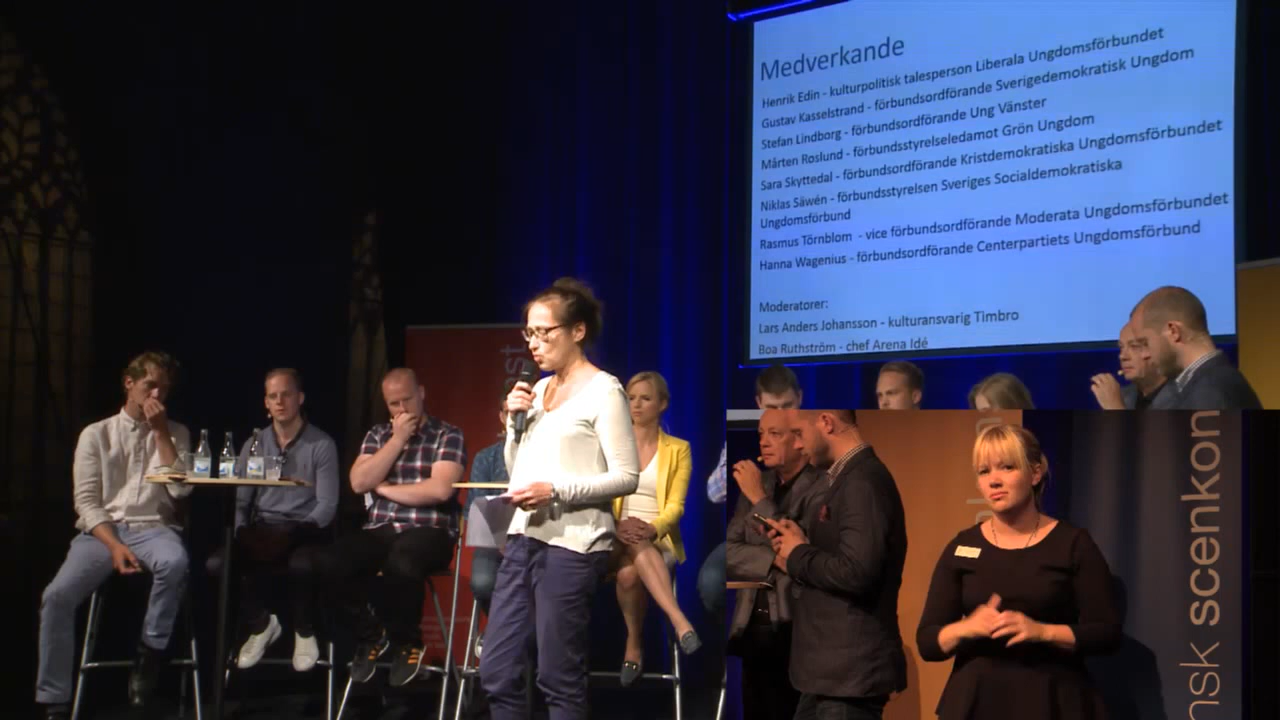 Medverkande
Henrik Edin - kulturpolitisk talesperson Liberala Ungdomsförbundet
Gustav Kasselstrand - förbundsordförande Sverigedemokratisk Ungdom
Stefan Lindborg - förbundsordförande Ung Vänster
Mårten Røslund - förbundsstyrelseledamot Grön Ungdom
Sara Skyttedal - förbundsordförande Kristdemokratiska Ungdomsförbundet
Niklas Säwén - förbundsstyrelsen Sveriges Socialdemokratiska
Ungdomsförbund
Rasmus Törnblom - vice förbundsordförande Moderata Ungdomsförbundet
Hanna Wagenius - förbundsordförande Centerpartiets Ungdomsförbund
Moderatorer:
Lars Anders Johansson - kulturansvarig Timbro
Boa Ruthström - chef Arena Idé
nsk scenkon